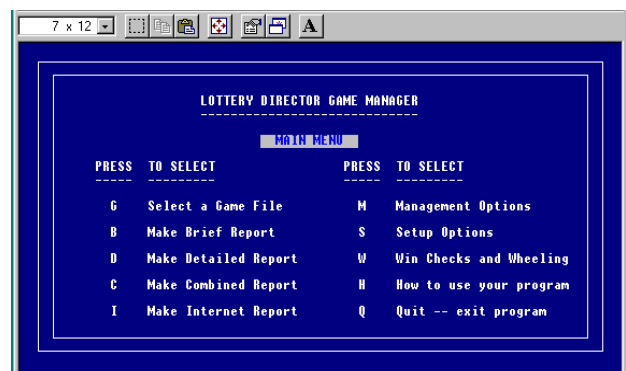 7 x 12 A
LOTTERY DIRECTOR GAME MANAGER
-----------------------------
MAIN MENU
PRESS TO SELECT PRESS TO SELECT
----- --------- ----- ---------
G Select a Game File M Management Options
B Make Brief Report S Setup Options
D Make Detailed Report W Win Checks and Wheeling
C Make Combined Report H How to use your program
I Make Internet Report Q Quit -- exit program